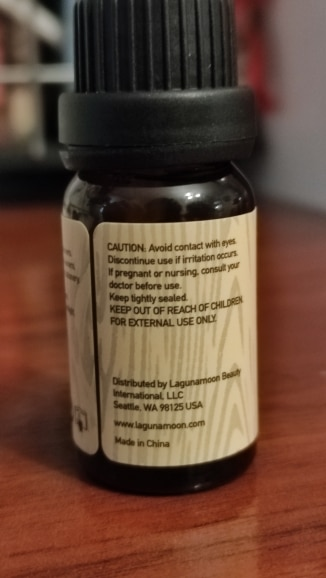 CAUTION: Avoid contact with eyes.
Discontinue use if irritation occurs.
If pregnant or nursing, consult your
doctor before use.
Keep tightly sealed.
KEEP OUT OF REACH OF CHILDREN.
FOR EXTERNAL USE ONLY.
Distributed by Lagunamoon Beauty
International, LLC
Seattle, WA 98125 USA
www.lagunamoon.com
Made in China